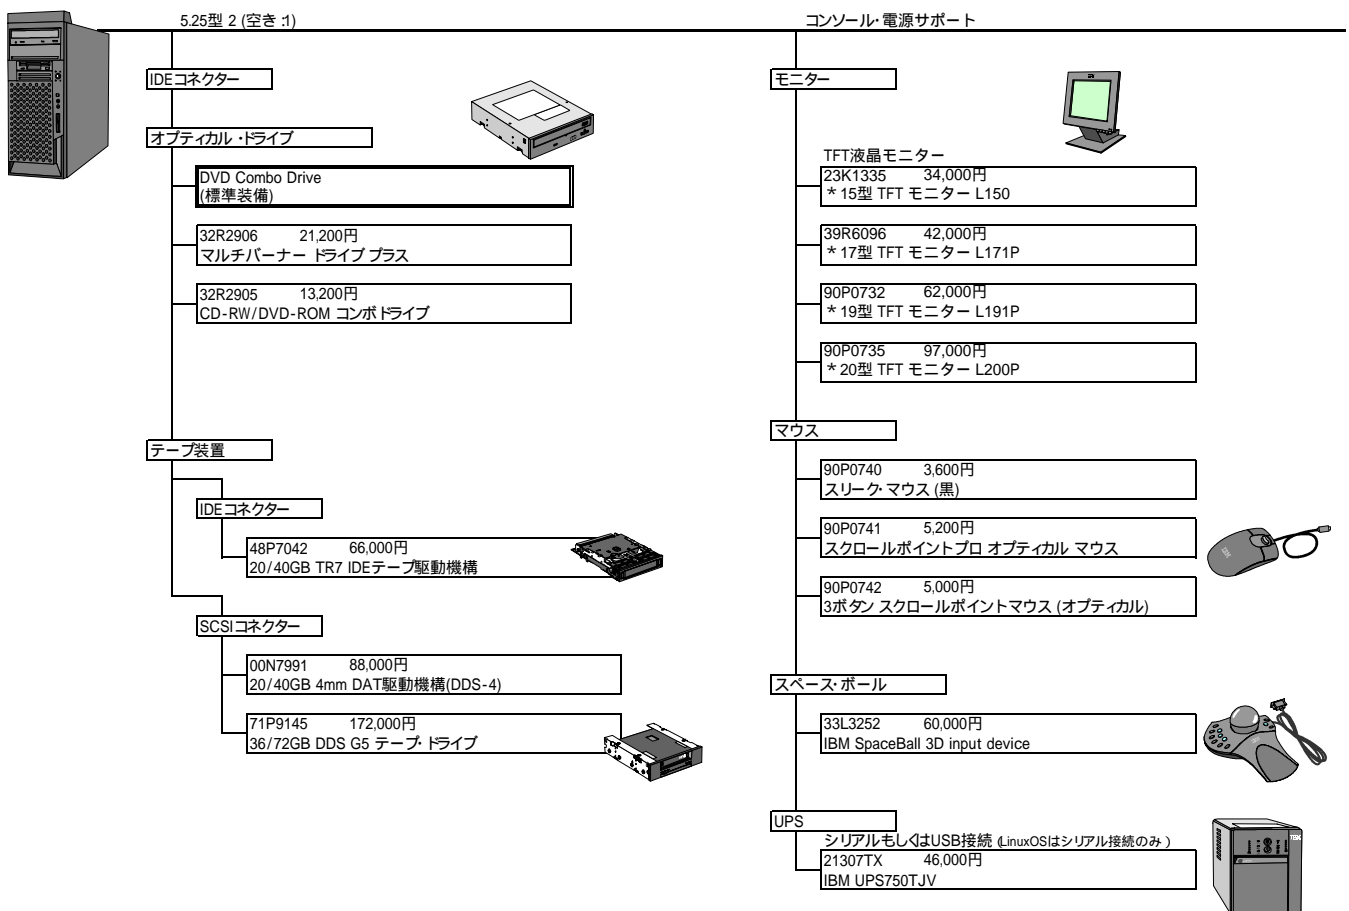 5.25型 2 (空き:1)
IDEコネクター
オプティカル・ドライブ
DVD Combo Drive
(標準装備)
32R2906 21,200円
マルチバーナー ドライブ プラス
32R2905 13,200円
CD-RW/DVD-ROM コンボドライブ
テープ装置
IDEコネクター
48P7042 66,000円
20/40GB TR7 IDEテープ駆動機構
SCSIコネクター
00N7991 88,000円
20/40GB 4mm DAT駆動機構(DDS-4)
71P9145 172,000円
36/72GB DDS G5 テープ・ドライブ
コンソール・電源サポート
モニター
TFT液晶モニター
23K1335 34,000円
*15型 TFT モニター L150
39R6096 42,000円
*17型 TFT モニター L171P
90P0732 62,000円
*19型 TFT モニター L191P
90P0735 97,000円
*20型 TFT モニター L200P
マウス
90P0740 3,600円
スリーク・マウス (黒)
90P0741 5,200円
スクロールポイントプロ オプティカル マウス
90P0742 5,000円
3ボタン スクロールポイントマウス (オプティカル)
スペース・ボール
33L3252 60,000円
IBM SpaceBall 3D input device
UPS
シリアルもしくはUSB接続 (LinuxOSはシリアル接続のみ)
21307TX 46,000円
IBM UPS750TJV